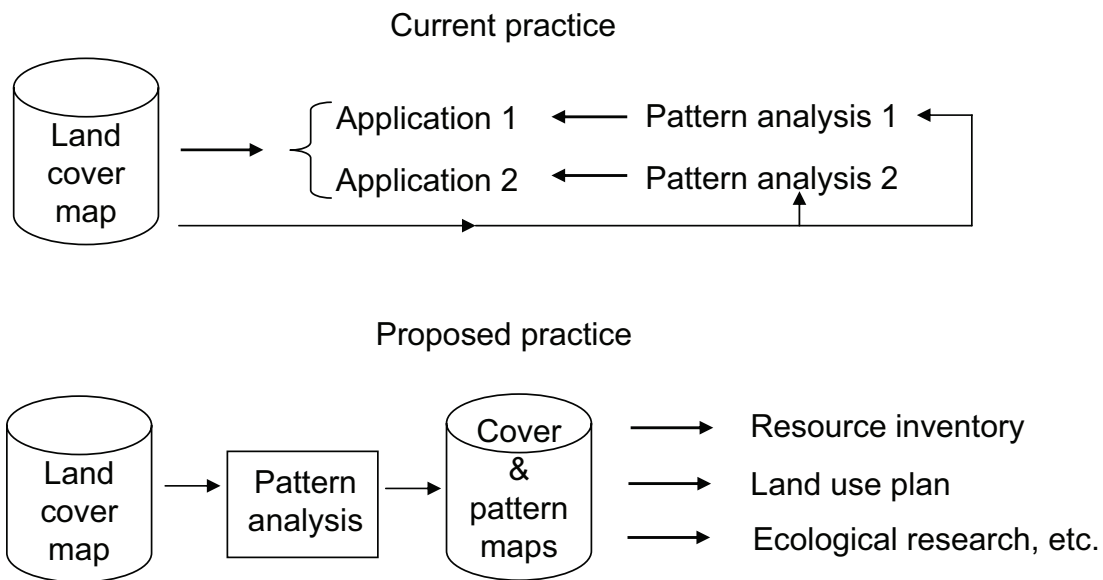 Current practice
Land
cover
map
Application 1
Pattern analysis 1
Application 2
Pattern analysis 2
Proposed practice
Land
cover
map
Pattern
analysis
Cover
&
pattern
maps
Resource inventory
Land use plan
Ecological research, etc.